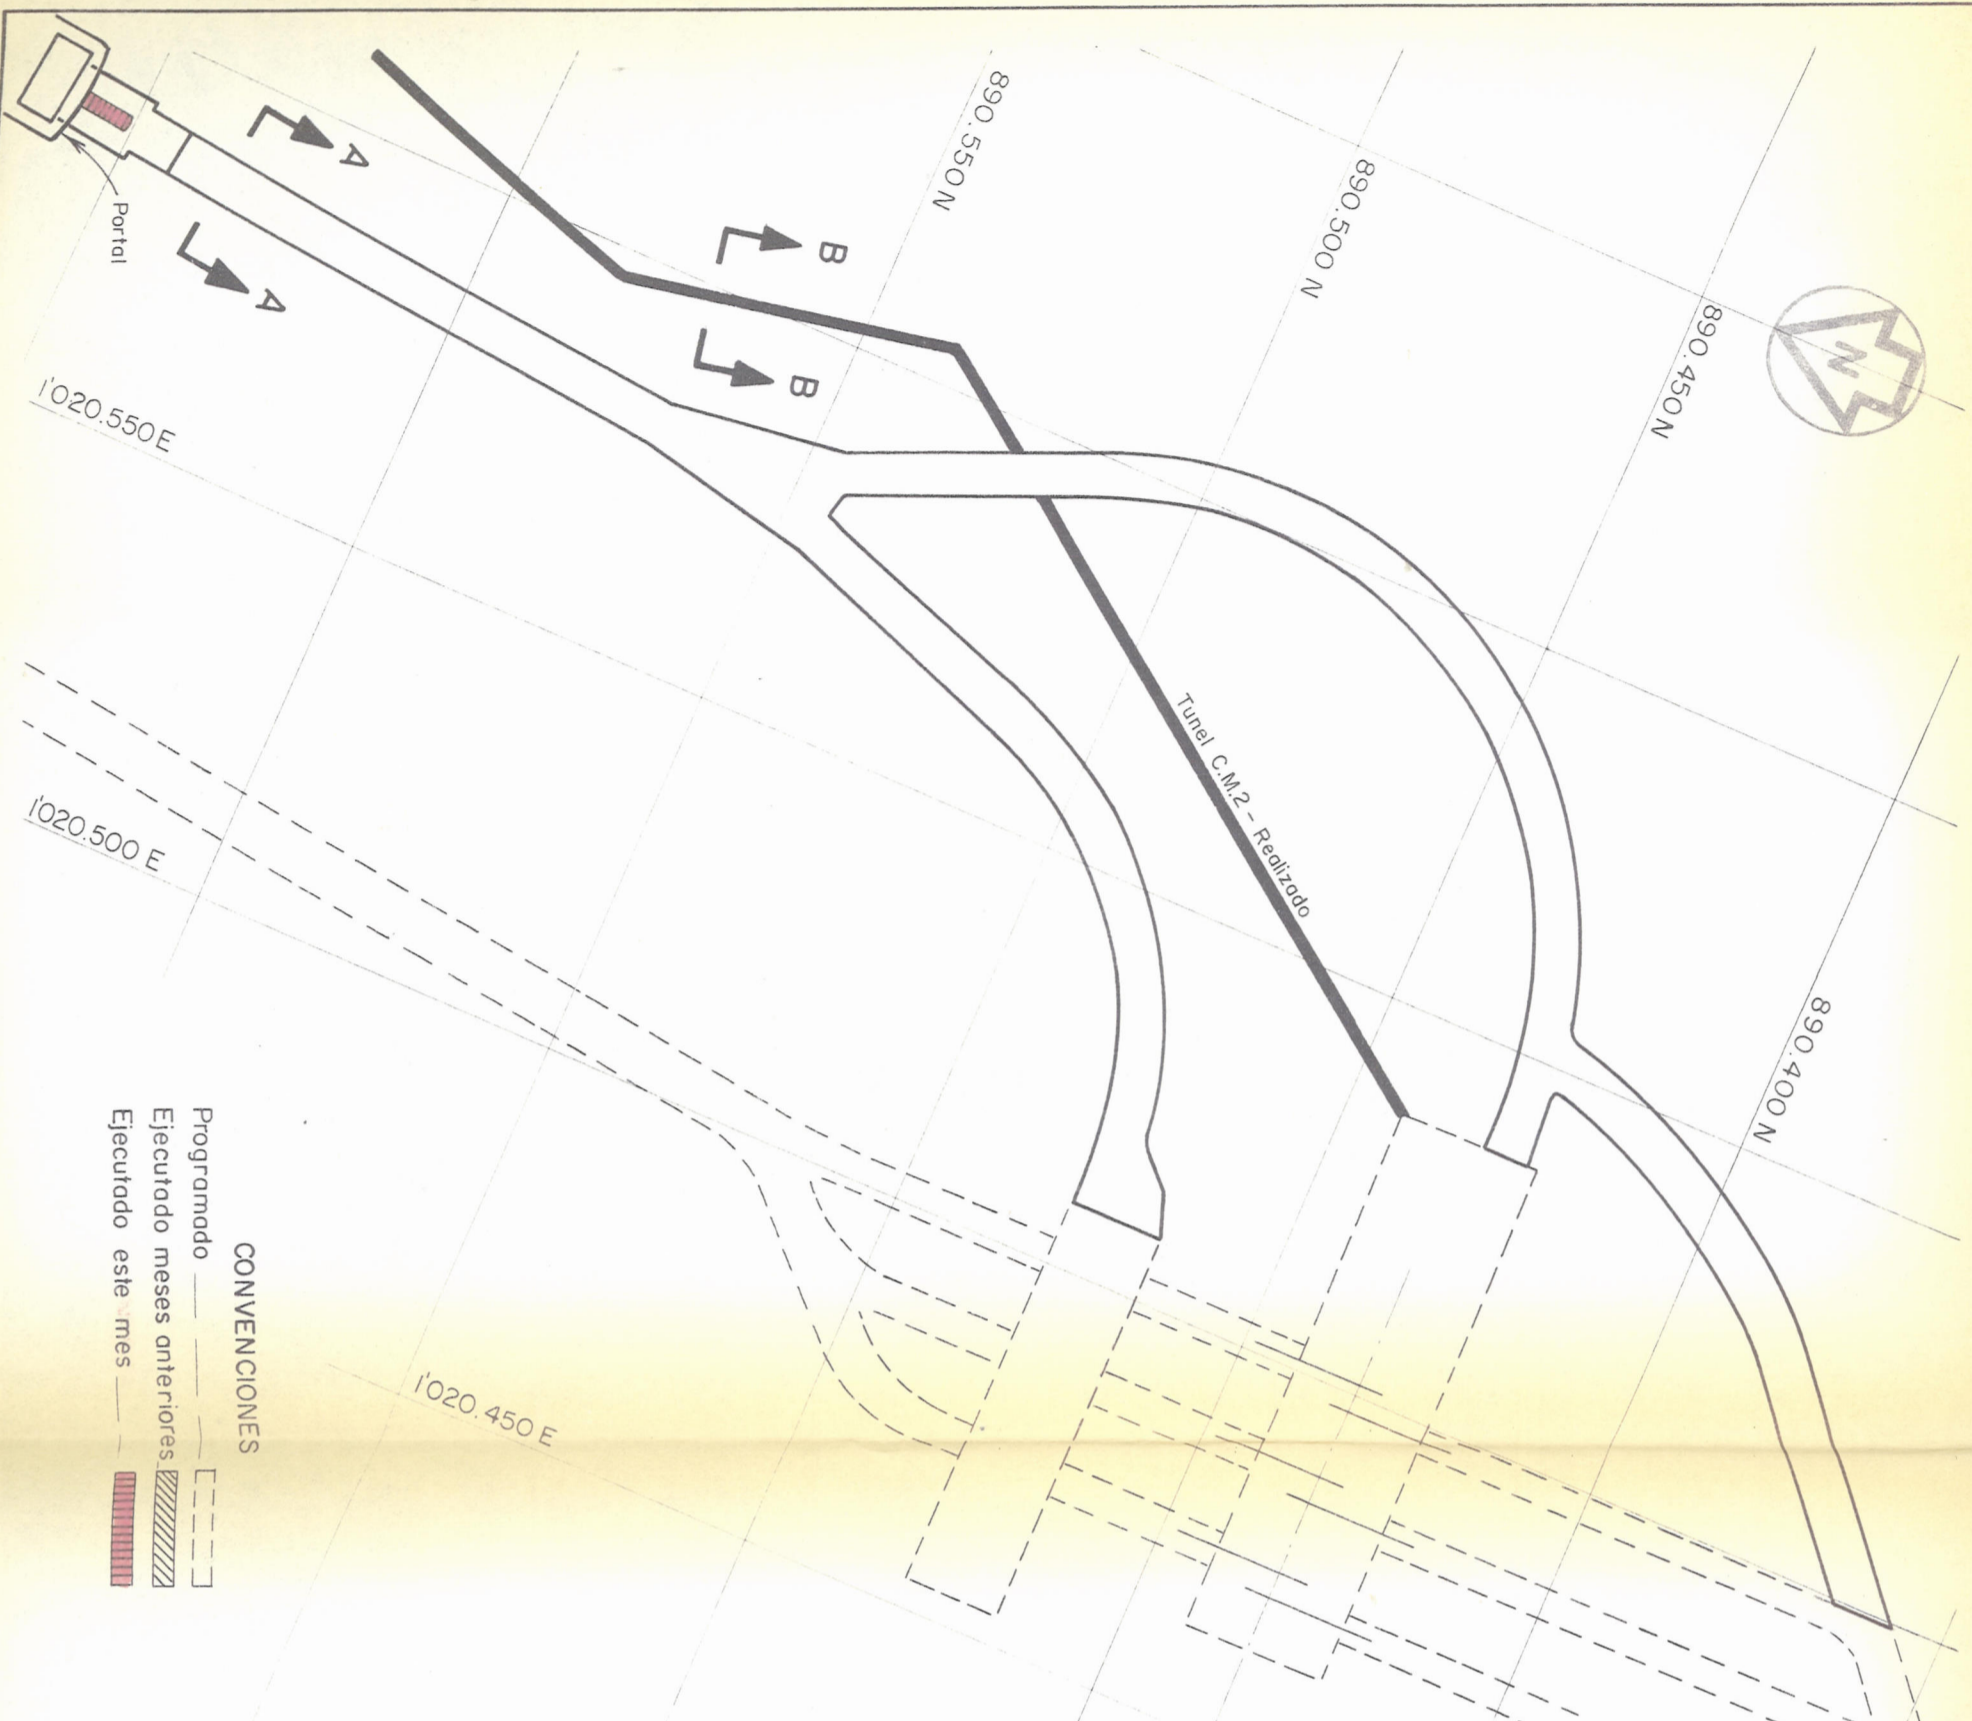 Portal
A
A
B
B
890.550 N
890.500 N
890.450 N
890.400 N
N
1'020.550 E
1'020.500 E
1'020.450 E
Tunel C.M.2 - Realizado
CONVENCIONES
Programado
Ejecutado meses anteriores
Ejecutado este mes